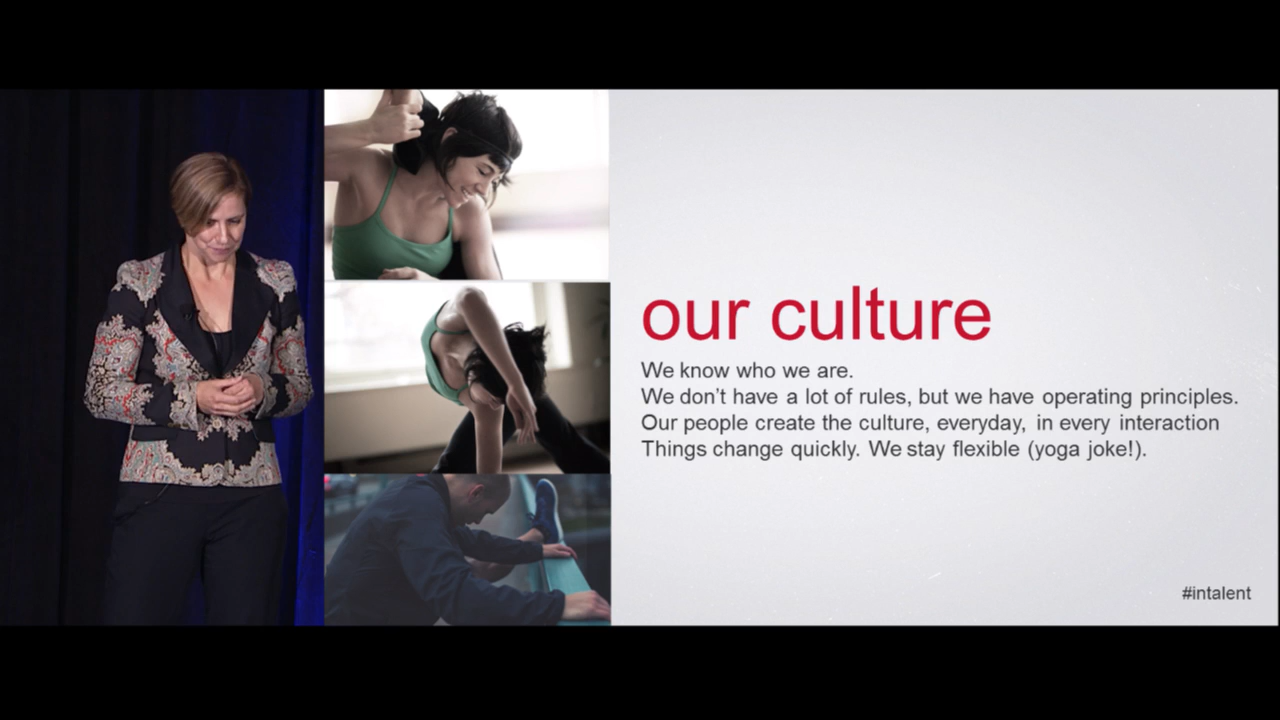 our culture
We know who we are.
We don't have a lot of rules, but we have operating principles.
Our people create the culture, everyday, in every interaction
Things change quickly. We stay flexible (yoga joke!).
#intalent